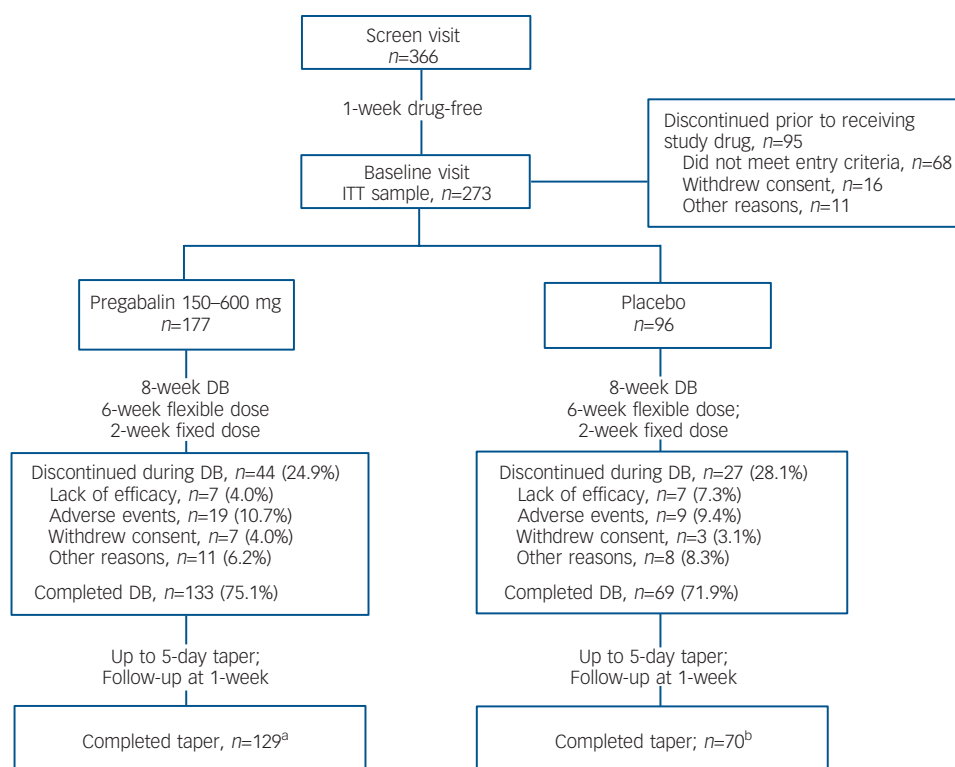 Screen visit
n=366
1-week drug-free
Discontinued prior to receiving
study drug, n=95
Did not meet entry criteria, n=68
Withdrew consent, n=16
Other reasons, n=11
Baseline visit
ITT sample, n=273
Pregabalin 150–600 mg
n=177
Placebo
n=96
8-week DB
6-week flexible dose
2-week fixed dose
8-week DB
6-week flexible dose;
2-week fixed dose
Discontinued during DB, n=44 (24.9%)
Lack of efficacy, n=7 (4.0%)
Adverse events, n=19 (10.7%)
Withdrew consent, n=7 (4.0%)
Other reasons, n=11 (6.2%)
Completed DB, n=133 (75.1%)
Discontinued during DB, n=27 (28.1%)
Lack of efficacy, n=7 (7.3%)
Adverse events, n=9 (9.4%)
Withdrew consent, n=3 (3.1%)
Other reasons, n=8 (8.3%)
Completed DB, n=69 (71.9%)
Up to 5-day taper;
Follow-up at 1-week
Up to 5-day taper;
Follow-up at 1-week
Completed taper, n=129a
Completed taper; n=70b